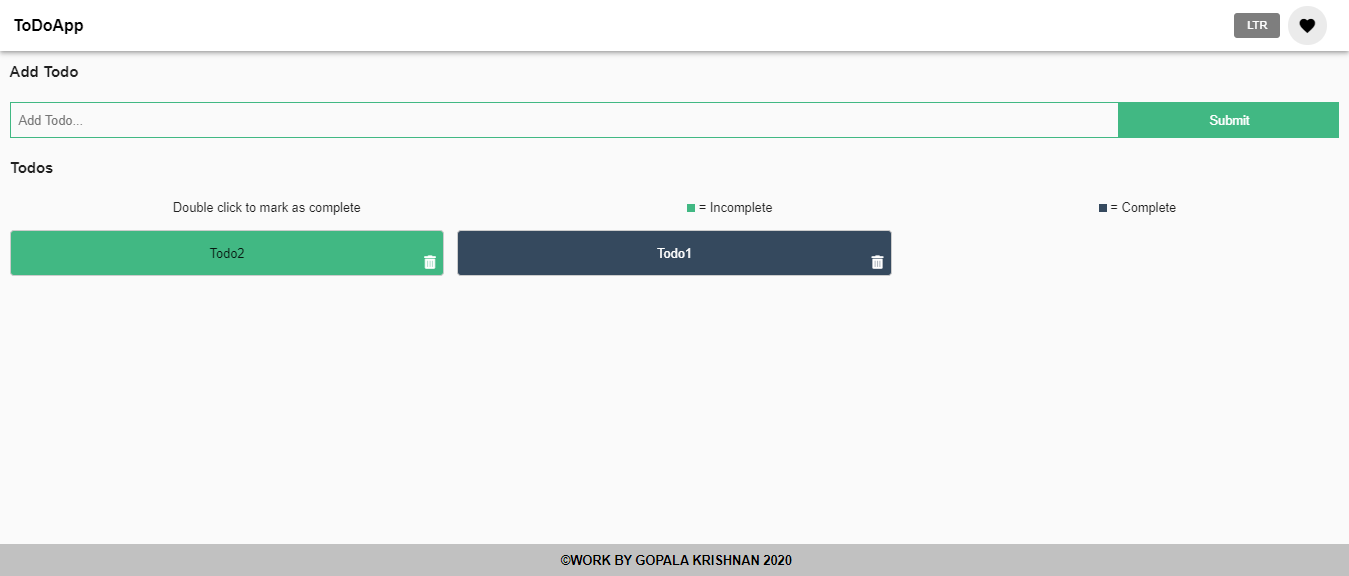 ToDoApp
LTR
Add Todo
Add Todo...
Submit
Todos
Double click to mark as complete
= Incomplete
= Complete
Todo2
Todo1
©WORK BY GOPALA KRISHNAN 2020